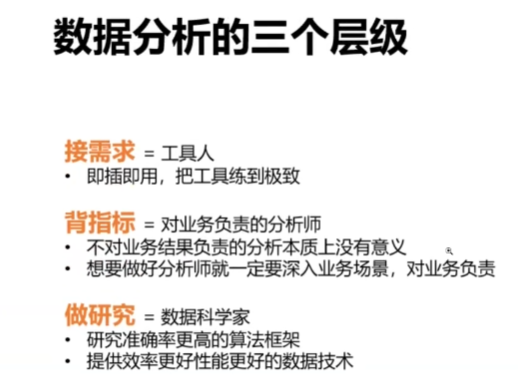 数据分析的三个层级
接需求 = 工具人
• 即插即用，把工具练到极致
背指标 = 对业务负责的分析师
• 不对业务结果负责的分析本质上没有意义
• 想要做好分析师就一定要深入业务场景，对业务负责
做研究 = 数据科学家
• 研究准确率更高的算法框架
• 提供效率更好性能更好的数据技术